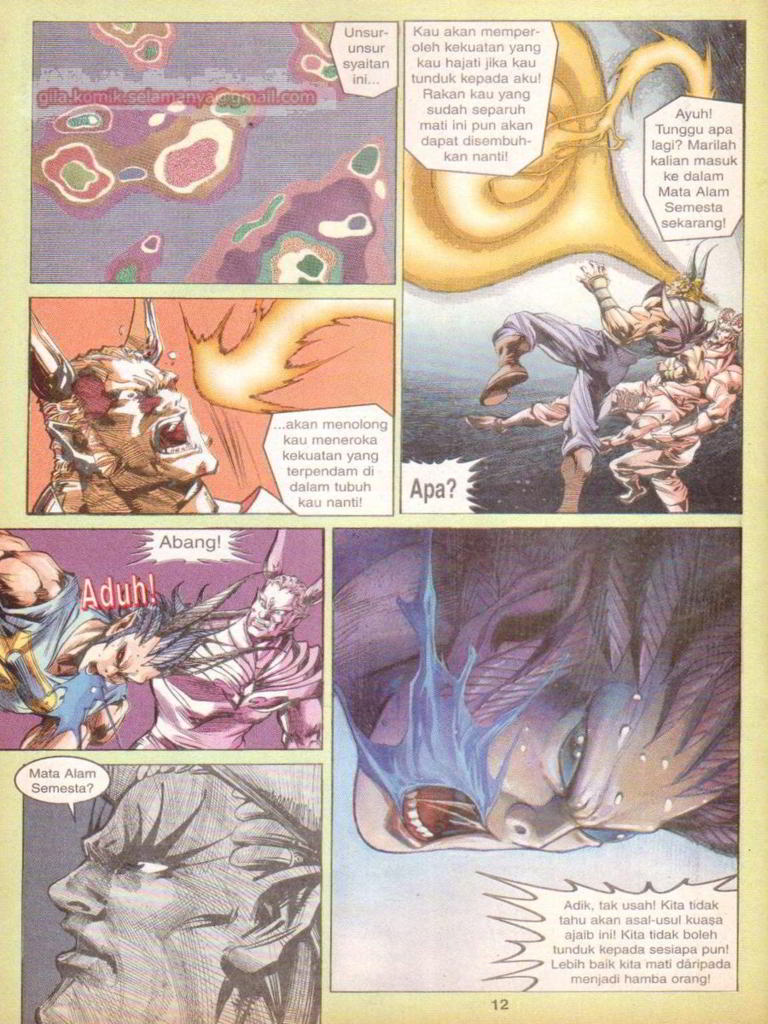 Unsur-
unsur
syaitan
ini...
gila.komik.selamanya@gmail.com
...akan menolong
kau meneroka
kekuatan yang
terpendam di
dalam tubuh
kau nanti!
Kau akan memper-
oleh kekuatan yang
kau hajati jika kau
tunduk kepada aku!
Rakan kau yang
sudah separuh
mati ini pun akan
dapat disembuh-
kan nanti!
Ayuh!
Tunggu apa
lagi? Marilah
kalian masuk
ke dalam
Mata Alam
Semesta
sekarang!
Apa?
Abang!
Aduh!
Mata Alam
Semesta?
Adik, tak usah! Kita tidak
tahu akan asal-usul kuasa
ajaib ini! Kita tidak boleh
tunduk kepada sesiapa pun!
Lebih baik kita mati daripada
menjadi hamba orang!
12